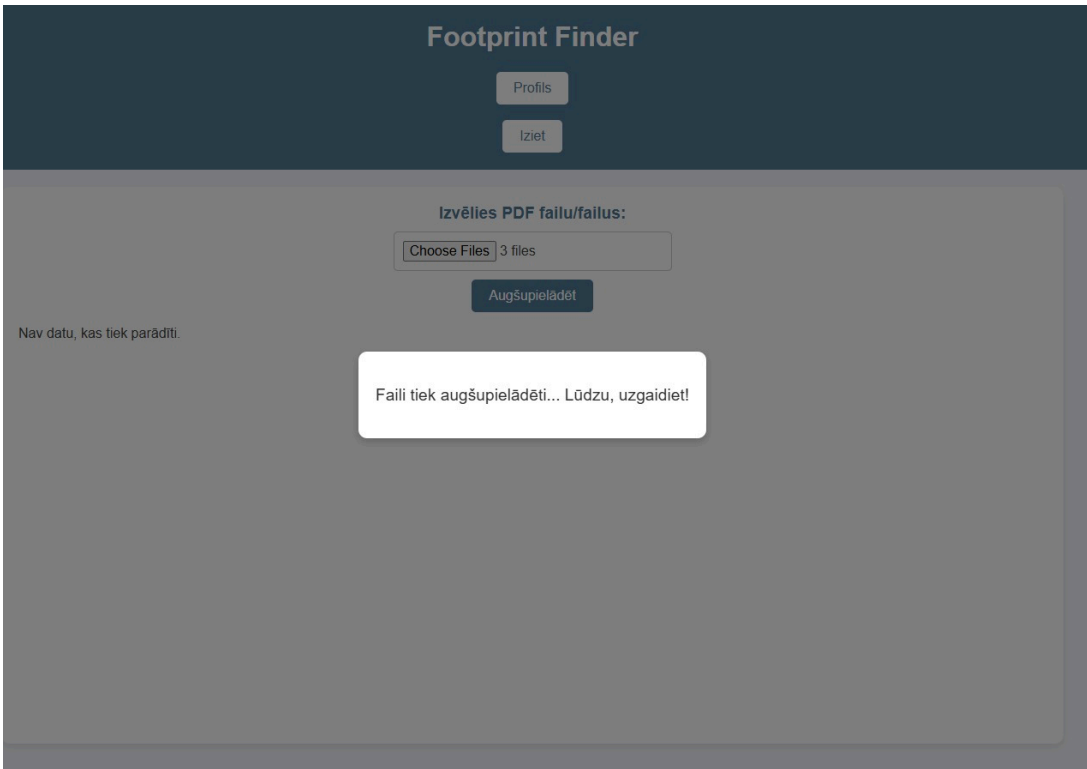 Footprint Finder
Profils
Iziet
Izvēlies PDF failu/failus:
Choose Files 3 files
Augšupielādēt
Nav datu, kas tiek parādīti.
Faili tiek augšupielādēti... Lūdzu, uzgaidiet!